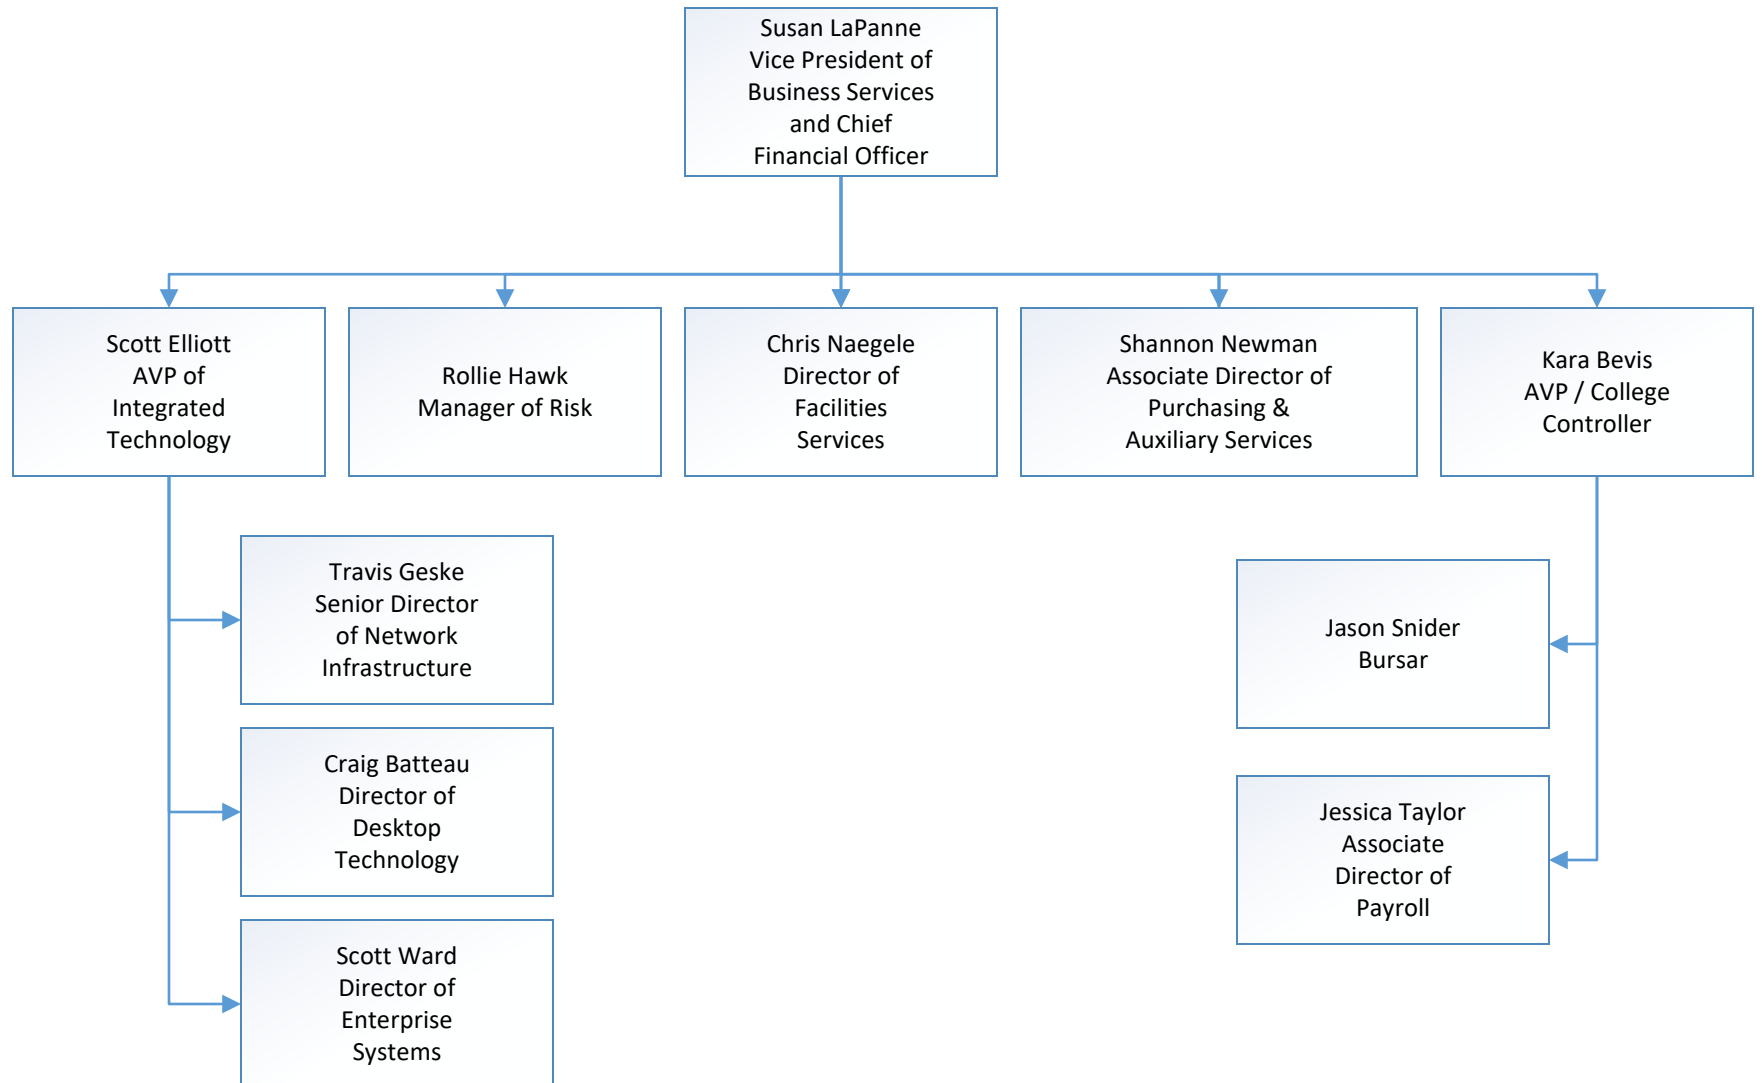 Susan LaPanne
Vice President of
Business Services
and Chief
Financial Officer
Scott Elliott
AVP of
Integrated
Technology
Rollie Hawk
Manager of Risk
Chris Naegele
Director of
Facilities
Services
Shannon Newman
Associate Director of
Purchasing &
Auxiliary Services
Kara Bevis
AVP / College
Controller
Travis Geske
Senior Director
of Network
Infrastructure
Craig Batteau
Director of
Desktop
Technology
Scott Ward
Director of
Enterprise
Systems
Jason Snider
Bursar
Jessica Taylor
Associate
Director of
Payroll